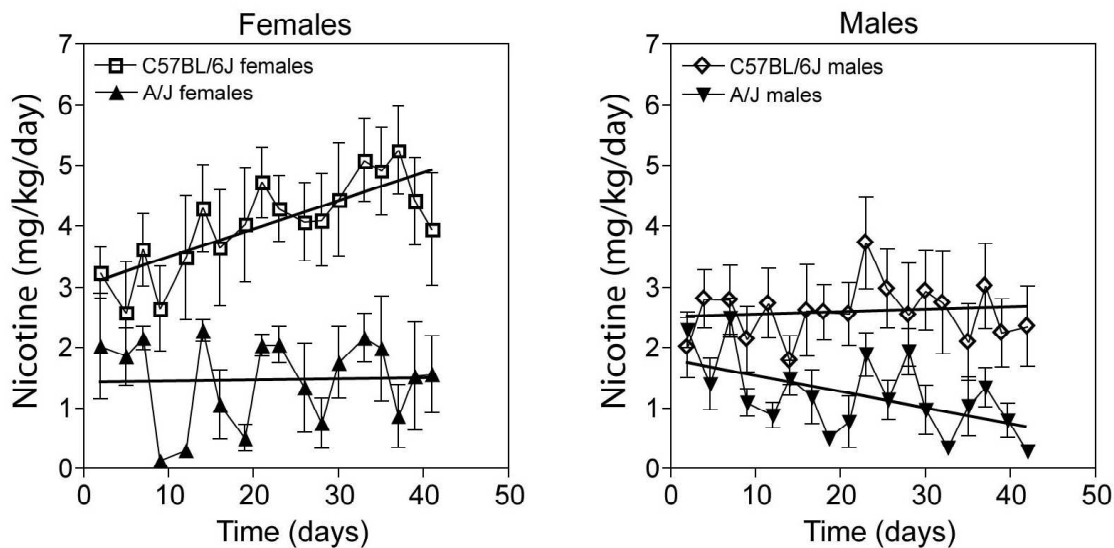 Females
Nicotine (mg/kg/day)
7
6
5
4
3
2
1
0
C57BL/6J females
A/J females
0 10 20 30 40 50
Time (days)
Males
Nicotine (mg/kg/day)
7
6
5
4
3
2
1
0
C57BL/6J males
A/J males
0 10 20 30 40 50
Time (days)